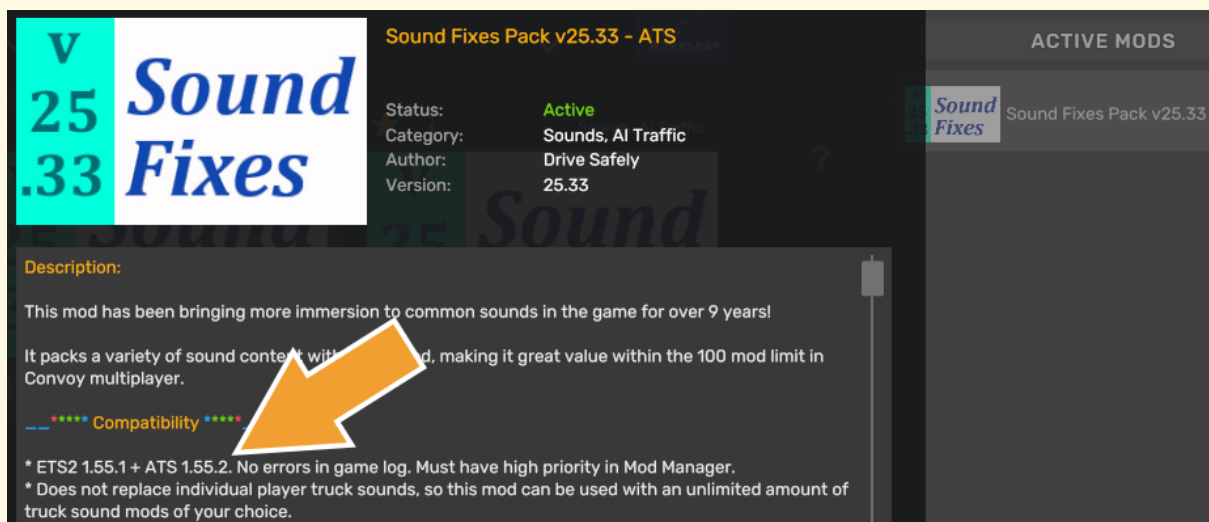 V
25
.33
Sound
Fixes
Sound Fixes Pack v25.33 - ATS
Status: Active
Category: Sounds, AI Traffic
Author: Drive Safely
Version: 25.33
ACTIVE MODS
Sound
Fixes
Sound Fixes Pack v25.33
Description:
This mod has been bringing more immersion to common sounds in the game for over 9 years!
It packs a variety of sound content, making it great value within the 100 mod limit in
Convoy multiplayer.
__***** Compatibility *****_
* ETS2 1.55.1 + ATS 1.55.2. No errors in game log. Must have high priority in Mod Manager.
* Does not replace individual player truck sounds, so this mod can be used with an unlimited amount of
truck sound mods of your choice.